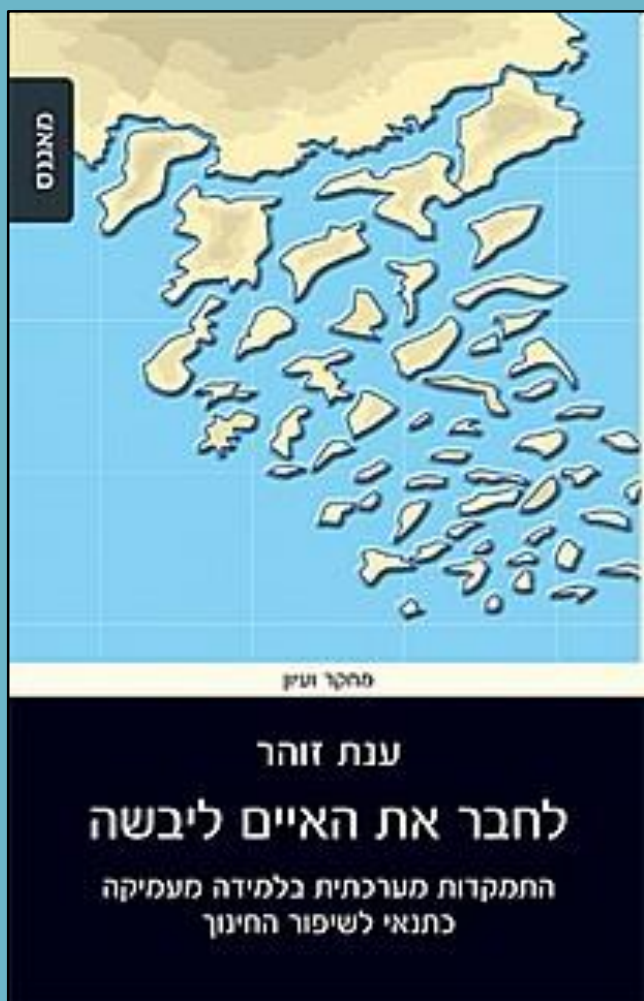 מאגנס
מחקר ועיון
ענת זוהר
לחבר את האיים ליבשה
התמקדות מערכתית בלמידה מעמיקה
כתנאי לשיפור החינוך